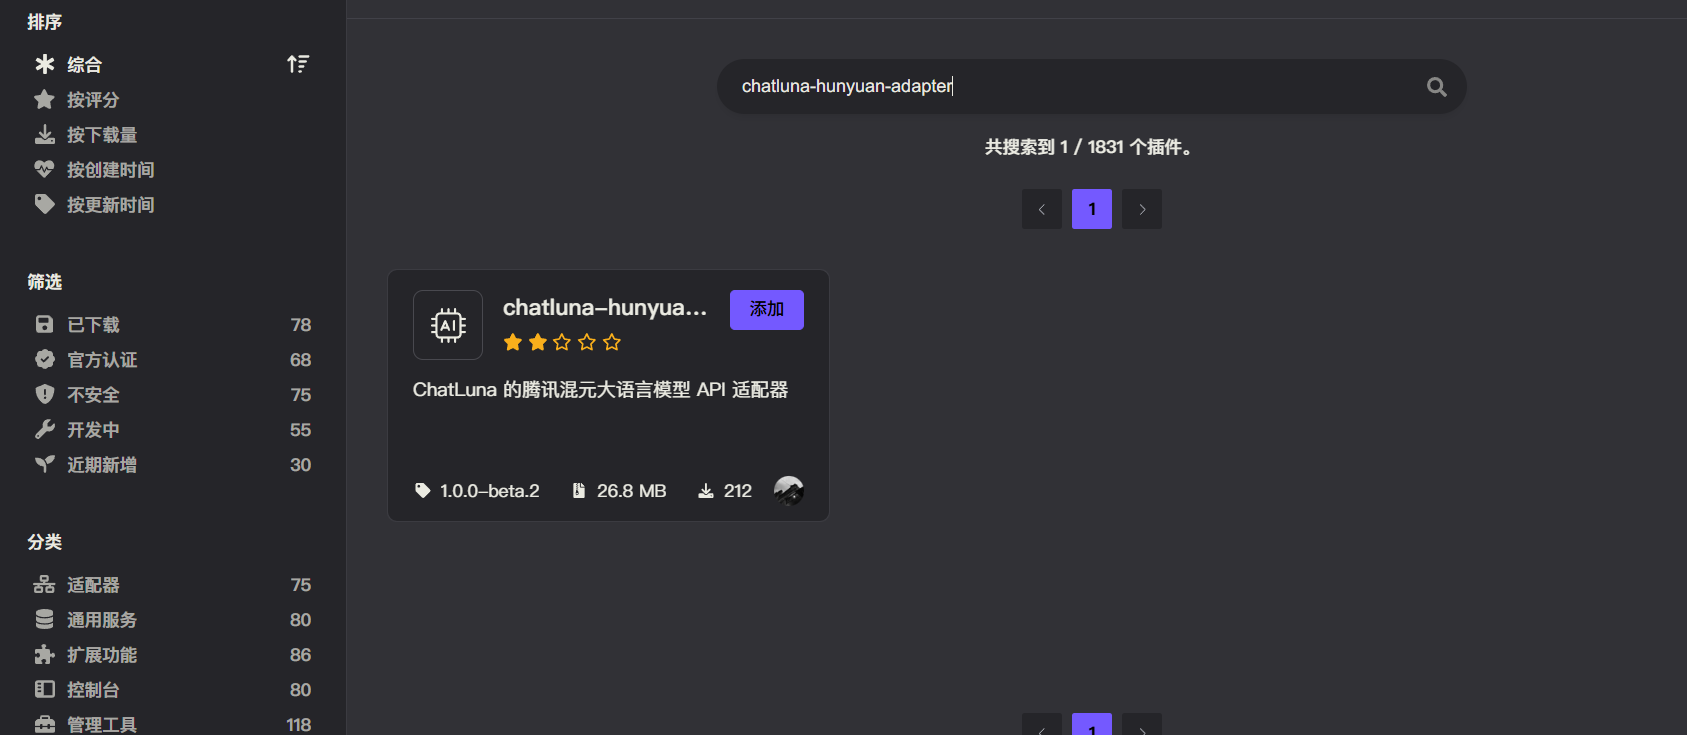 排序
综合
按评分
按下载量
按创建时间
按更新时间
筛选
已下载 78
官方认证 68
不安全 75
开发中 55
近期新增 30
分类
适配器 75
通用服务 80
扩展功能 86
控制台 80
管理工具 118
chatluna-hunyuan-adapter
共搜索到 1 / 1831 个插件。
1
chatluna-hunyua...
添加
AI
ChatLuna 的腾讯混元大语言模型 API 适配器
1.0.0-beta.2 26.8 MB 212
1